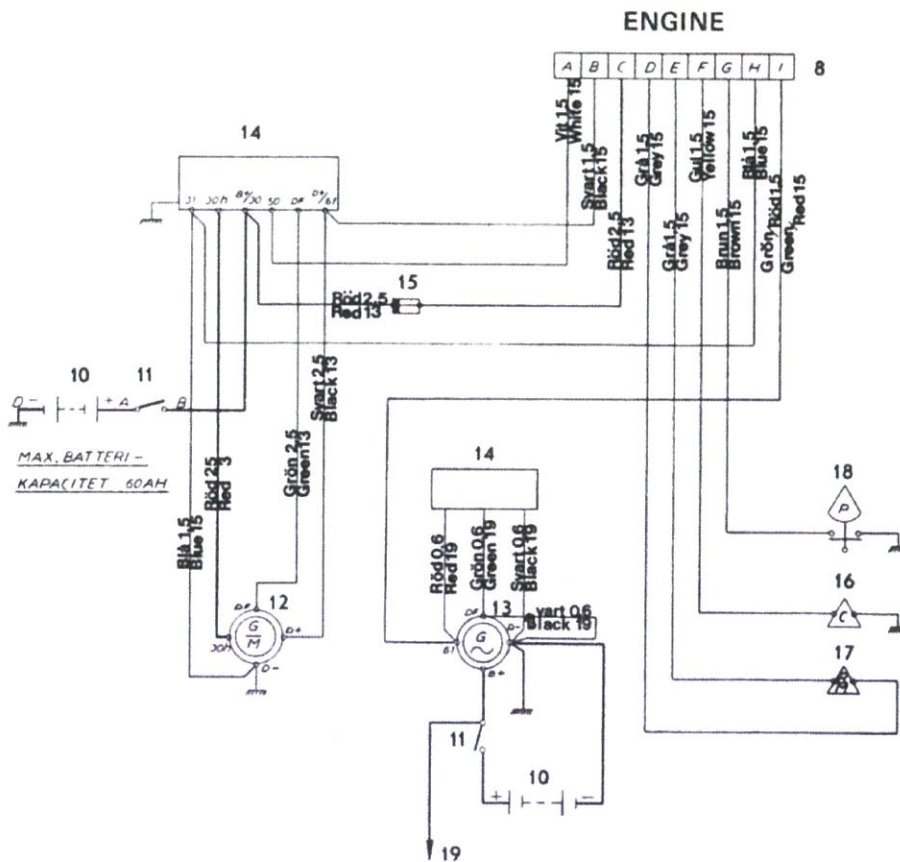 ENGINE
A B C D E F G H I
8
Vit 1,5
White 15
Svart 1,5
Black 15
Röd 2,5
Red 13
Grå 1,5
Grey 15
Grå 1,5
Grey 15
Gul 1,5
Yellow 15
Brun 1,5
Brown 15
Blå 1,5
Blue 15
Grön/Röd 1,5
Green/Red 15
14
31 30h B+/30 50 DF D+/61
15
Röd 2,5
Red 13
10 11
D - + A B
MAX. BATTERI-
KAPACITET 60AH
Blå 1,5
Blue 15
Röd 25
Red 3
Grön 2,5
Green 13
Svart 2,5
Black 13
DF 12
G
M
D+
30h
D-
14
Röd 0,6
Red 19
Grön 0,6
Green 19
Svart 0,6
Black 19
DF 13
vart 0,6
Black 19
G
D-
61
B+
18
P
16
C
17
11
10
+ -
19